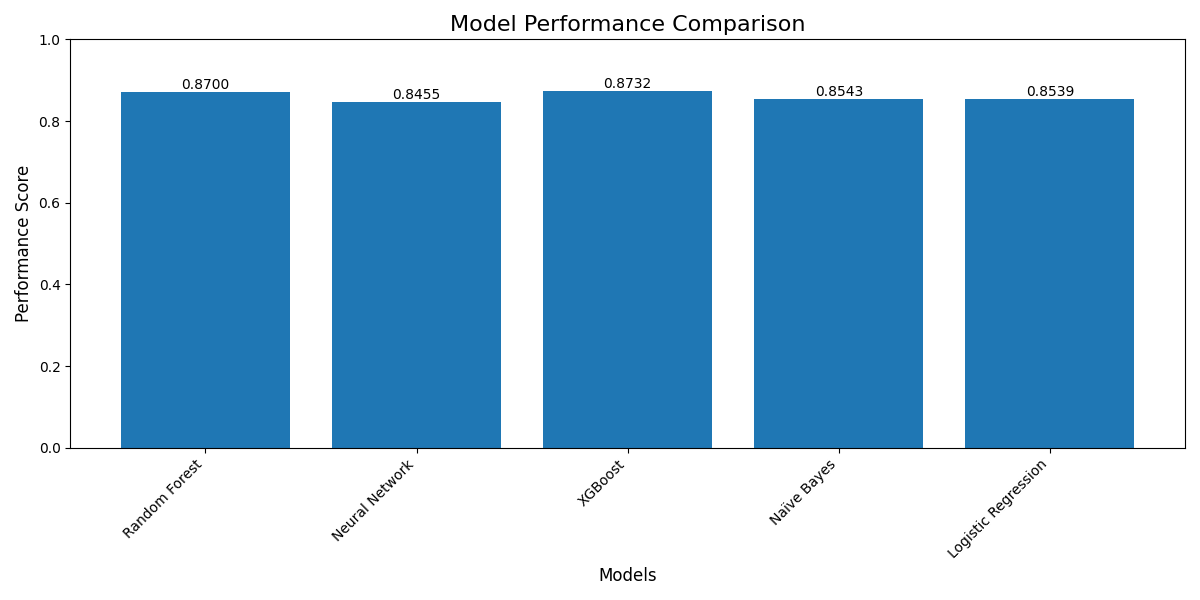 Model Performance Comparison
Performance Score
1.0
0.8
0.6
0.4
0.2
0.0
0.8700
0.8455
0.8732
0.8543
0.8539
Random Forest
Neural Network
XGBoost
Naïve Bayes
Logistic Regression
Models